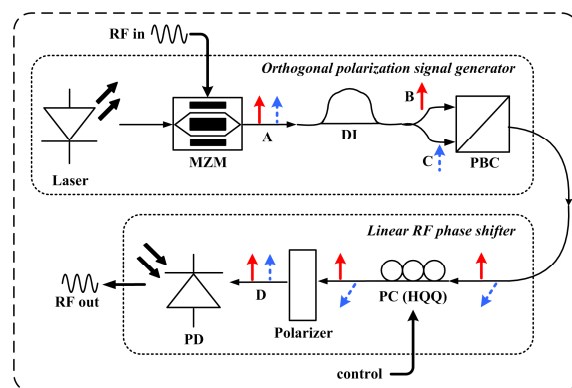 RF in
Orthogonal polarization signal generator
B
A
DI
C
MZM
PBC
Laser
Linear RF phase shifter
D
PC (HQQ)
RF out
Polarizer
PD
control